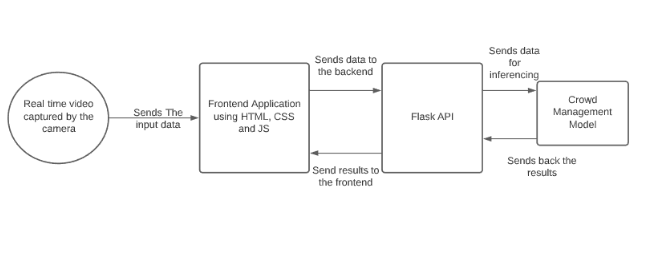 Real time video
captured by the
camera
Sends The
input data
Frontend Application
using HTML, CSS
and JS
Sends data to
the backend
Send results to
the frontend
Flask API
Sends data
for
inferencing
Sends back the
results
Crowd
Management
Model